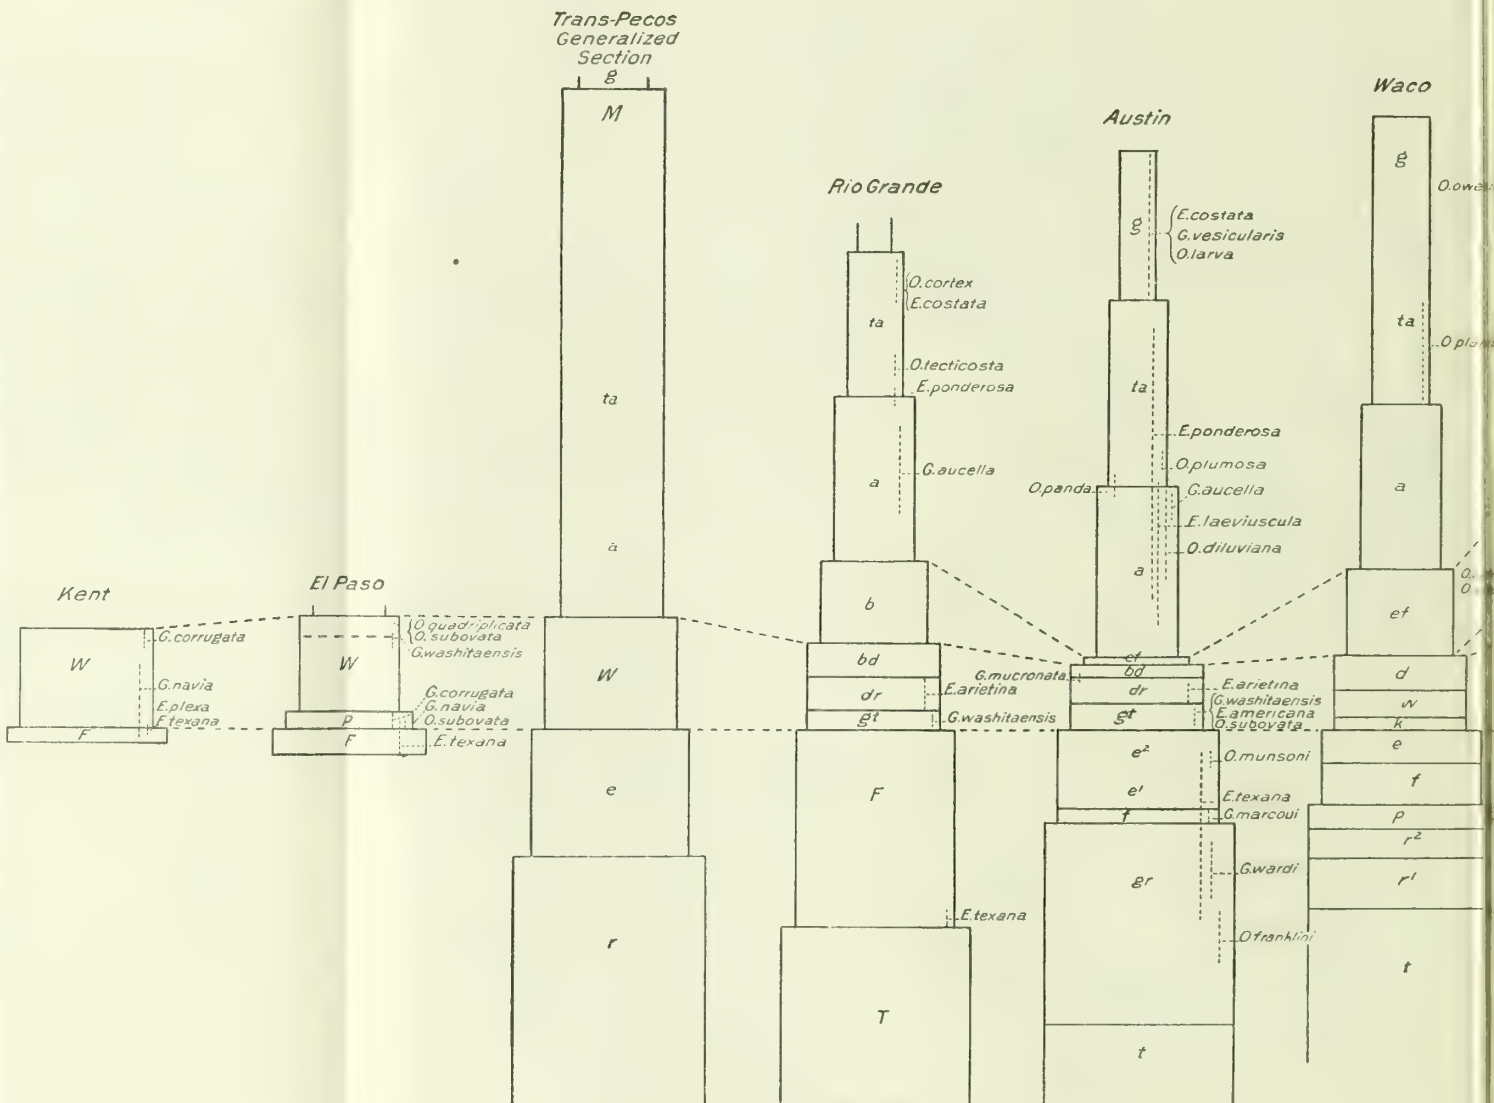 Kent
G.corrugata
W
G.navia
E.plexa
E.texana
F
El Paso
O.quadriplicata
O.subovata
W
G.washitaensis
G.corrugata
G.navia
P
O.subovata
F
E.texana
Trans-Pecos
Generalized
Section
g
M
ta
a
W
e
r
Rio Grande
O.cortex
E.costata
ta
O.tecticosta
E.ponderosa
G.aucella
a
b
bd
dr
E.arietina
gt
G.washitaensis
F
E.texana
T
Austin
E.costata
g
G.vesicularis
O.larva
ta
E.ponderosa
O.plumosa
O.panda
G.aucella
E.laeviuscula
O.diluviana
a
ef
bd
G.mucronata
dr
E.arietina
G.washitaensis
gt
E.americana
O.subovata
e²
O.munsoni
e'
E.texana
f
G.marcoui
gr
G.wardi
O.franklini
t
Waco
g
ta
a
O.
O
ef
d
w
k
e
f
p
r²
r'
t